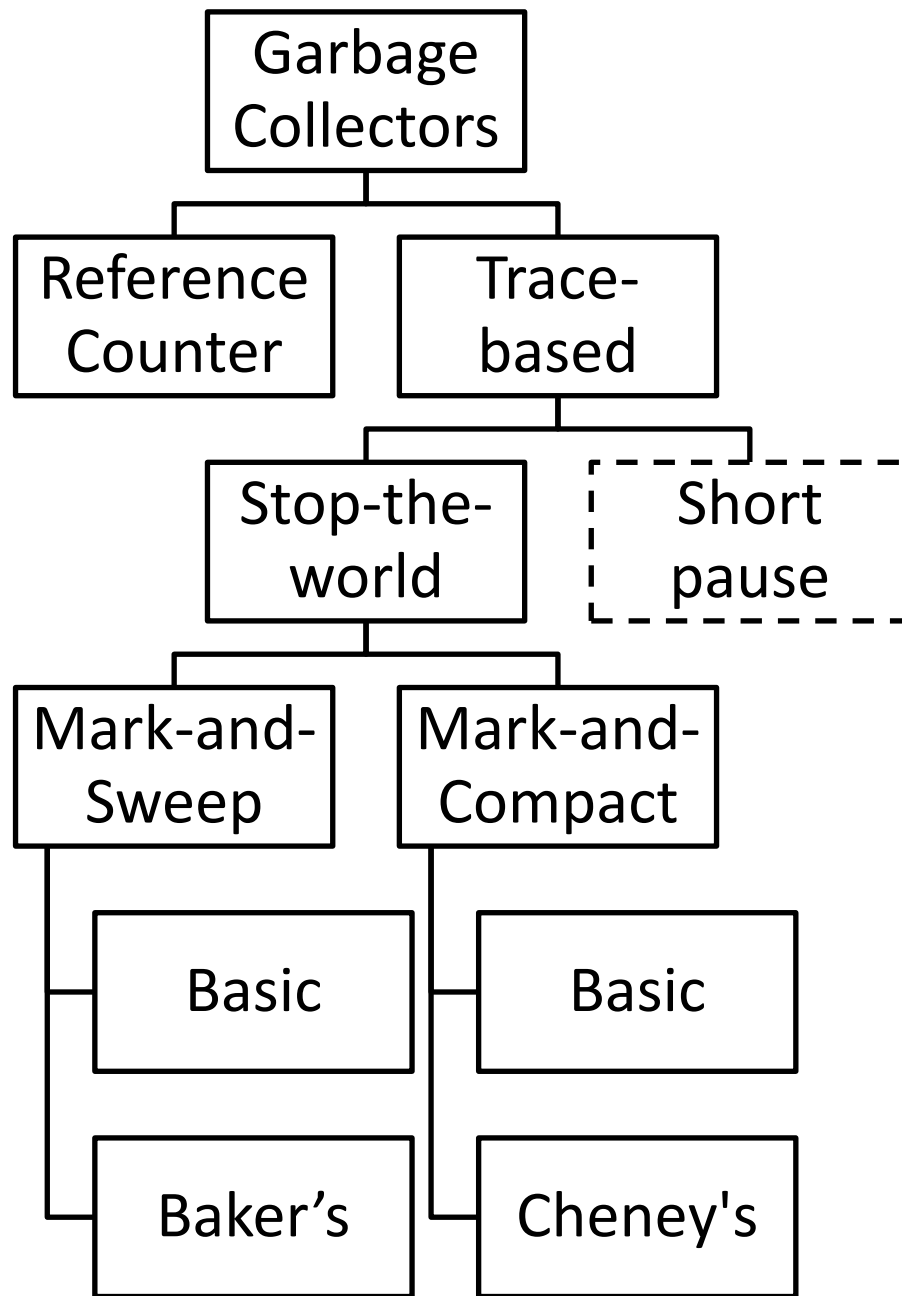 Garbage
Collectors
Reference
Counter
Trace-
based
Stop-the-
world
Short
pause
Mark-and-
Sweep
Mark-and-
Compact
Basic
Basic
Baker’s
Cheney's